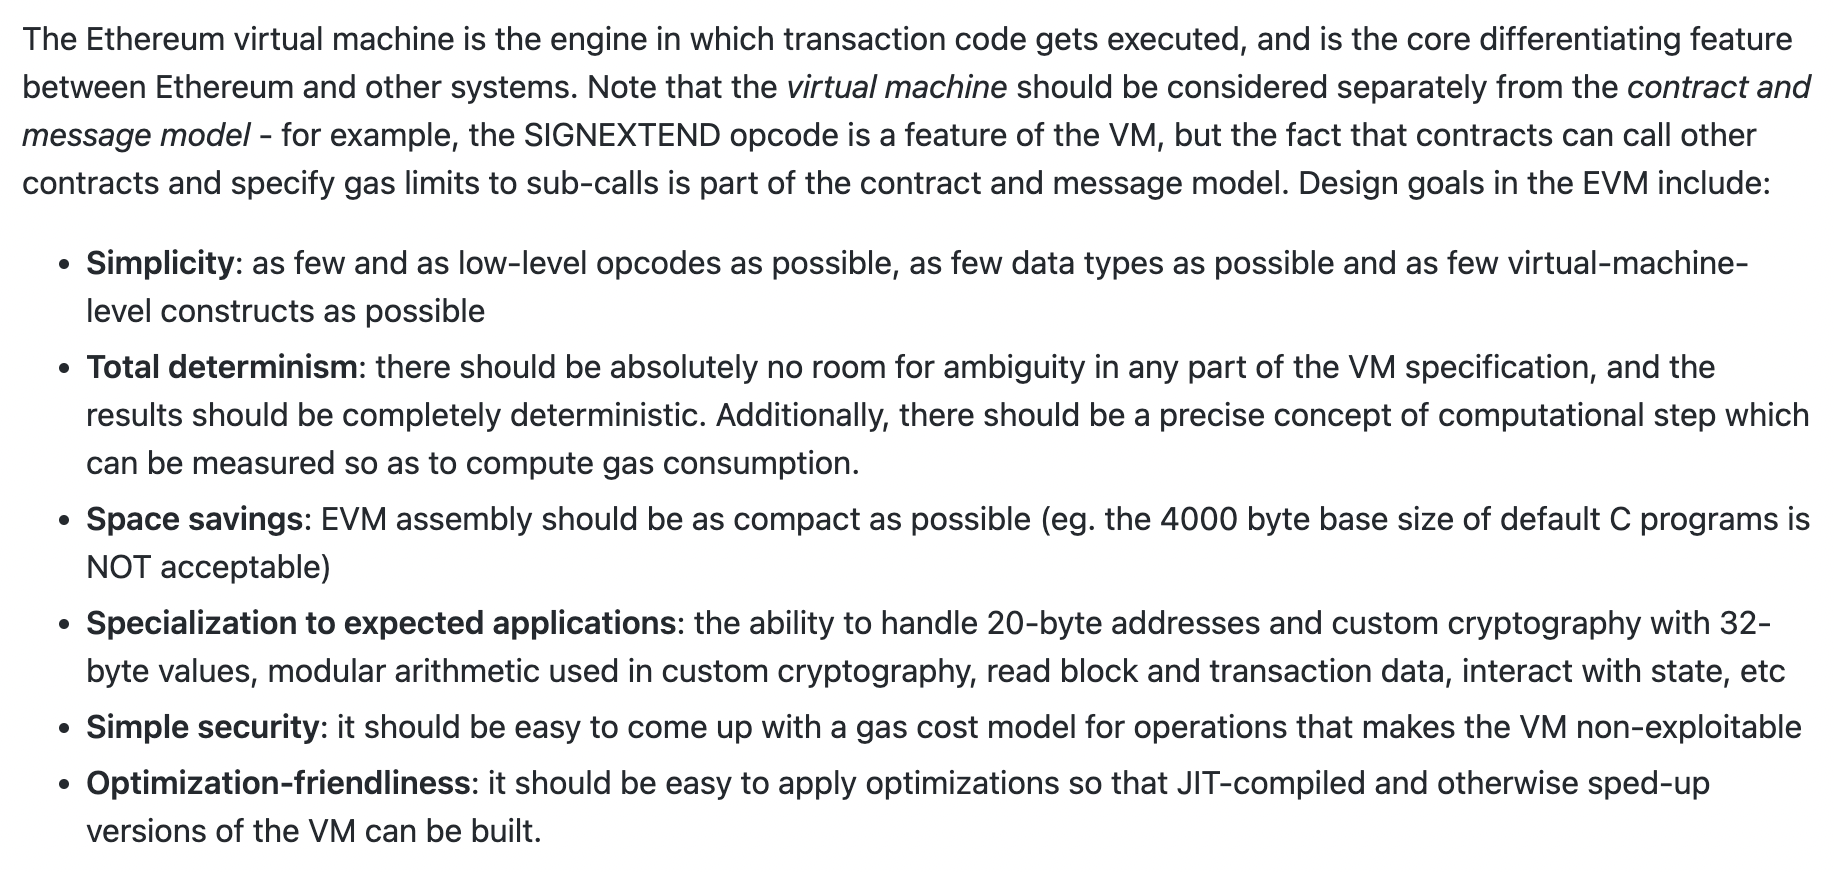 The Ethereum virtual machine is the engine in which transaction code gets executed, and is the core differentiating feature
between Ethereum and other systems. Note that the virtual machine should be considered separately from the contract and
message model - for example, the SIGNEXTEND opcode is a feature of the VM, but the fact that contracts can call other
contracts and specify gas limits to sub-calls is part of the contract and message model. Design goals in the EVM include:
• Simplicity: as few and as low-level opcodes as possible, as few data types as possible and as few virtual-machine-
level constructs as possible
• Total determinism: there should be absolutely no room for ambiguity in any part of the VM specification, and the
results should be completely deterministic. Additionally, there should be a precise concept of computational step which
can be measured so as to compute gas consumption.
• Space savings: EVM assembly should be as compact as possible (eg. the 4000 byte base size of default C programs is
NOT acceptable)
• Specialization to expected applications: the ability to handle 20-byte addresses and custom cryptography with 32-
byte values, modular arithmetic used in custom cryptography, read block and transaction data, interact with state, etc
• Simple security: it should be easy to come up with a gas cost model for operations that makes the VM non-exploitable
• Optimization-friendliness: it should be easy to apply optimizations so that JIT-compiled and otherwise sped-up
versions of the VM can be built.